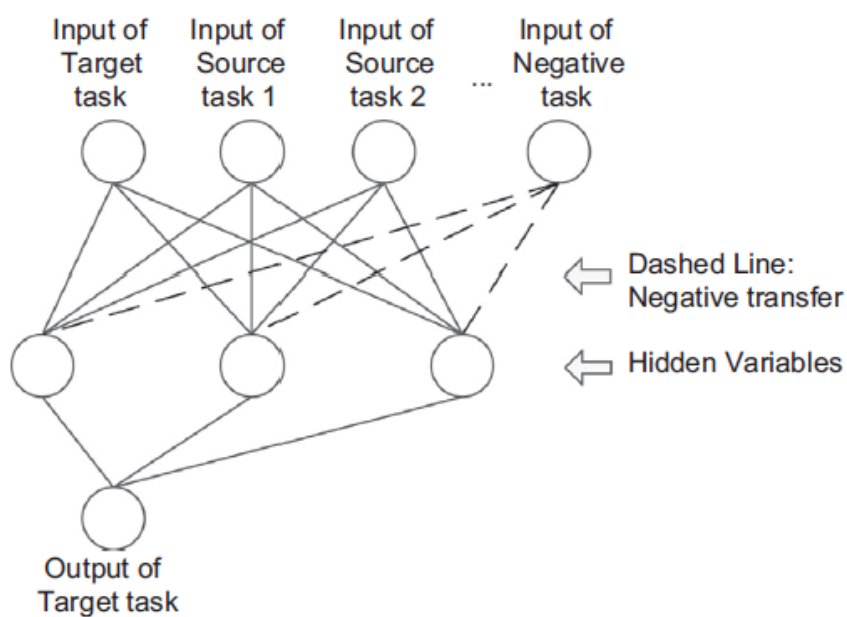 Input of
Target
task
Input of
Source
task 1
Input of
Source
task 2
...
Input of
Negative
task
Dashed Line:
Negative transfer
Hidden Variables
Output of
Target task